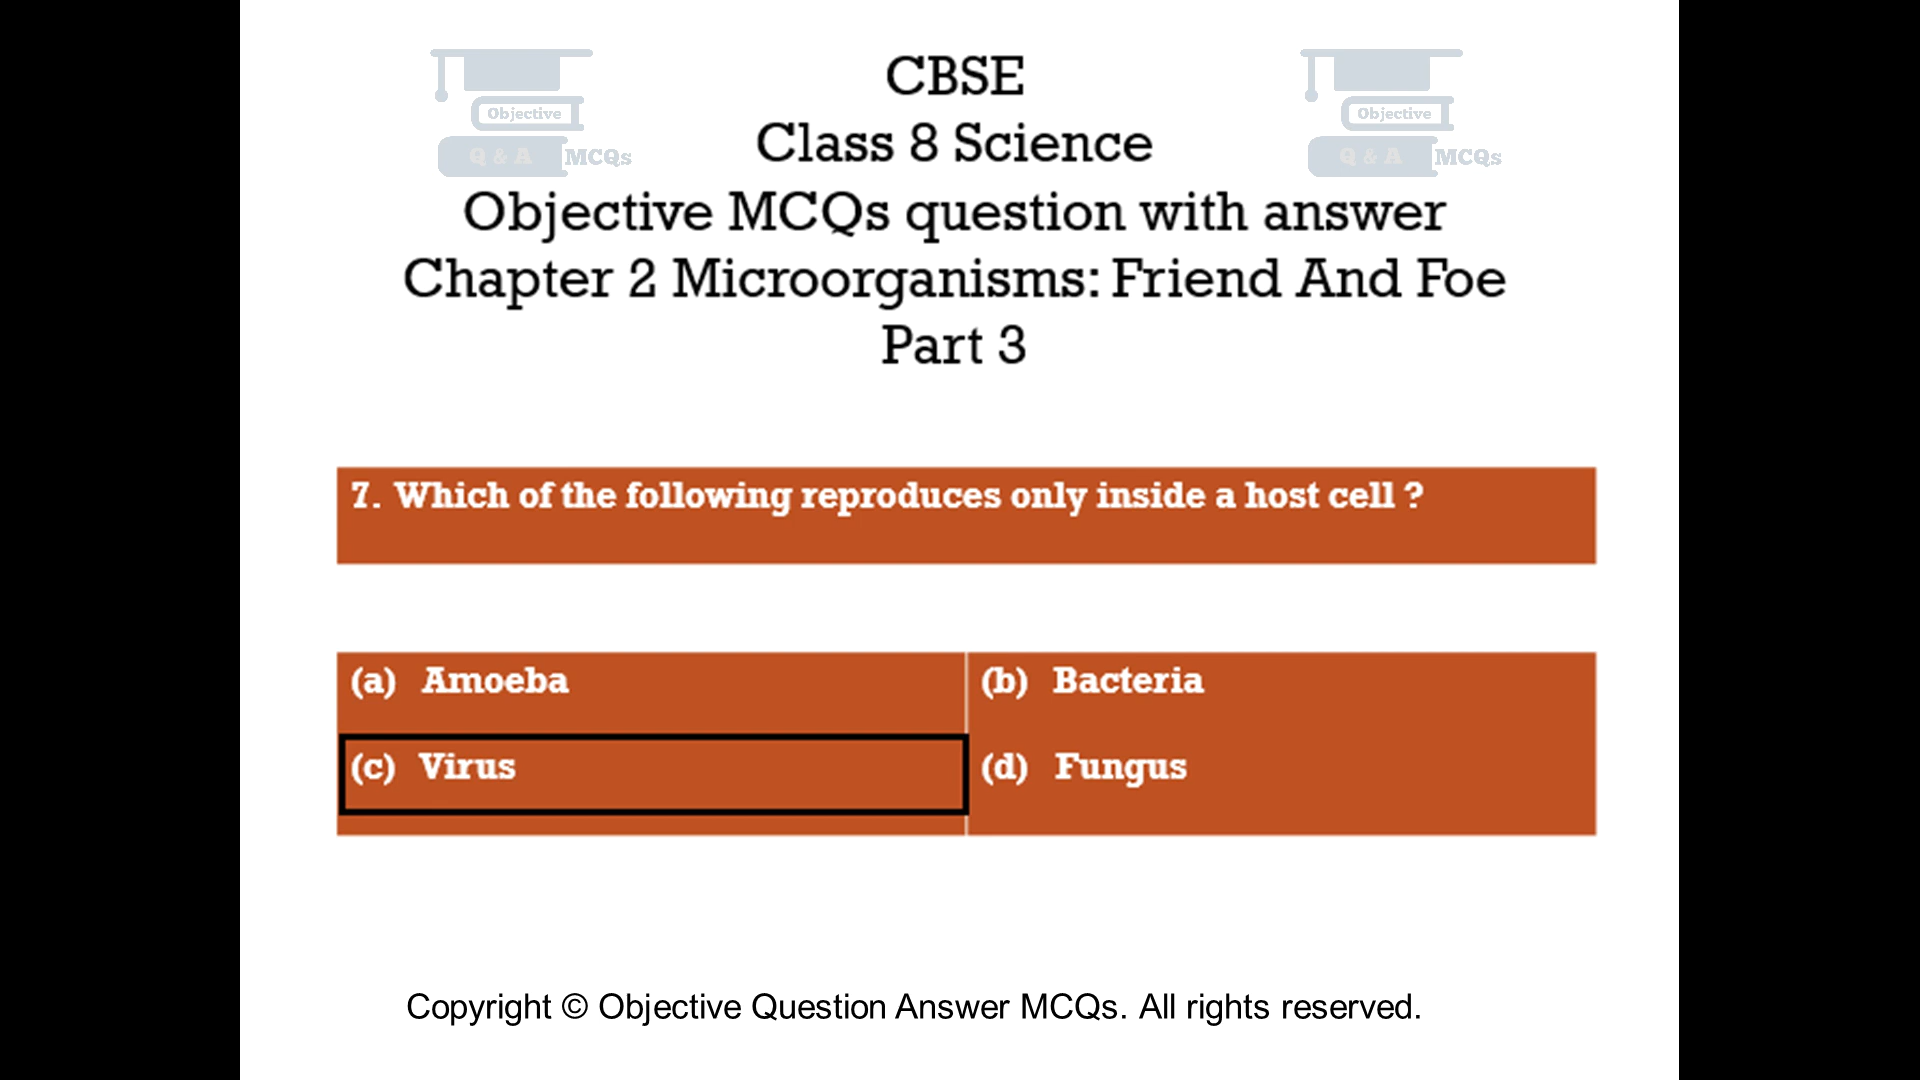 CBSE
Class 8 Science
Objective MCQs question with answer
Chapter 2 Microorganisms: Friend And Foe
Part 3
Objective
Q & A MCQs
Objective
Q & A MCQs
7. Which of the following reproduces only inside a host cell ?
(a) Amoeba
(b) Bacteria
(c) Virus
(d) Fungus
Copyright © Objective Question Answer MCQs. All rights reserved.